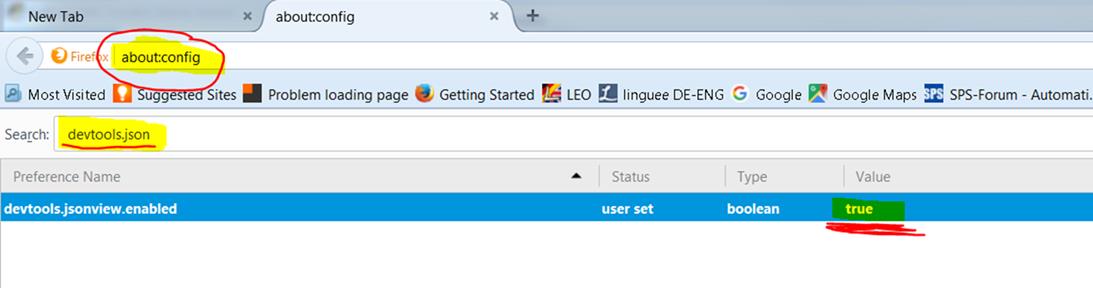 New Tab
about:config
Firefox about:config
Most Visited Suggested Sites Problem loading page Getting Started LEO linguee DE-ENG Google Google Maps SPS-Forum - Automati...
Search: devtools.json
Preference Name Status Type Value
devtools.jsonview.enabled user set boolean true